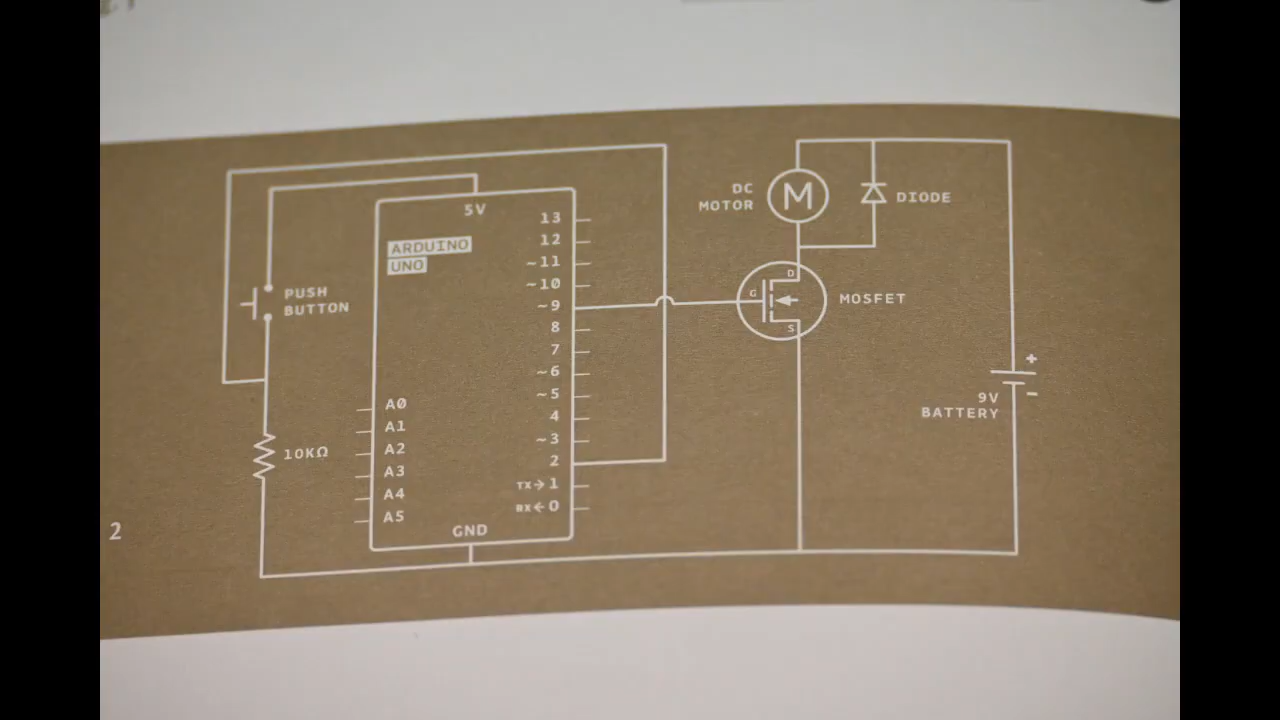 5V
ARDUINO
UNO
13
12
~11
~10
~9
8
7
~6
~5
4
~3
2
TX→1
RX←0
A0
A1
A2
A3
A4
A5
GND
PUSH
BUTTON
10KΩ
DC
MOTOR
M
DIODE
MOSFET
D
G
S
+
−
9V
BATTERY
2